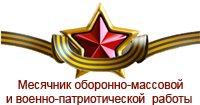 Месячник оборонно-массовой
и военно-патриотической работы